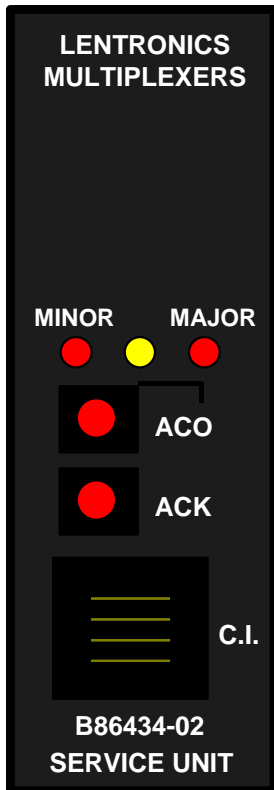 LENTRONICS
MULTIPLEXERS
MINOR MAJOR
ACO
ACK
C.I.
B86434-02
SERVICE UNIT